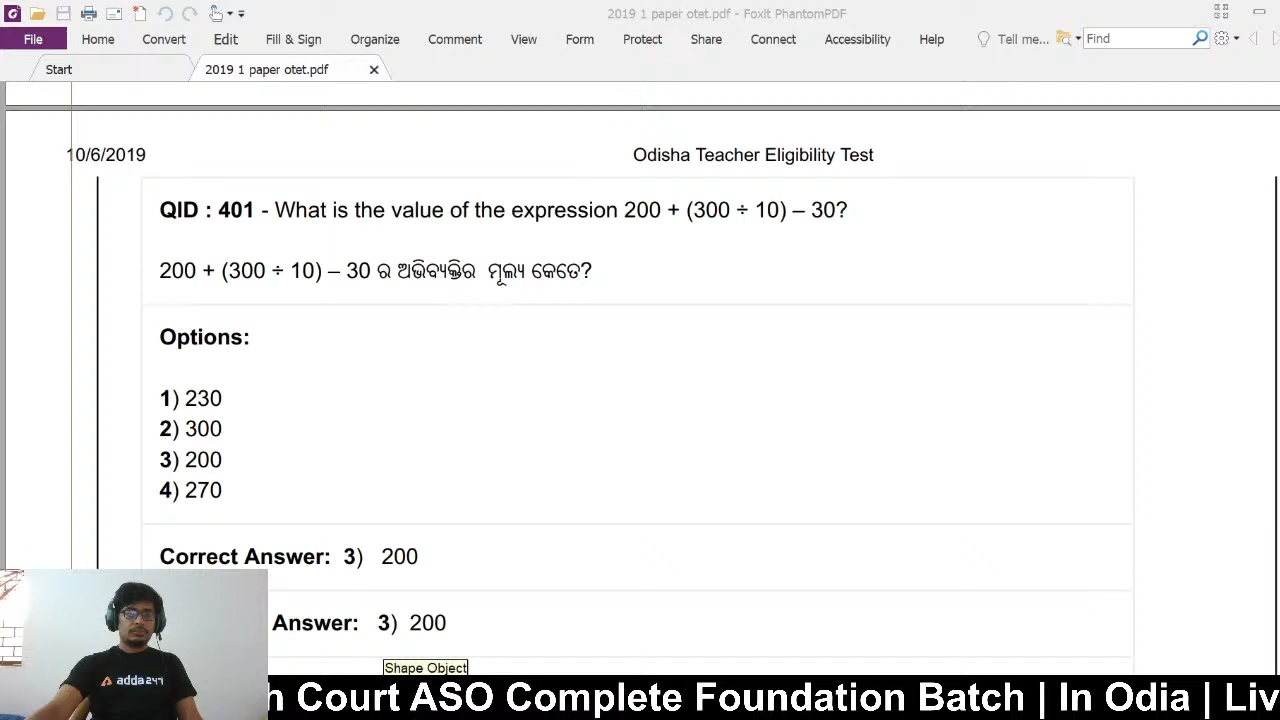 2019 1 paper otet.pdf - Foxit PhantomPDF
File Home Convert Edit Fill & Sign Organize Comment View Form Protect Share Connect Accessibility Help Tell me... Find
Start 2019 1 paper otet.pdf
10/6/2019 Odisha Teacher Eligibility Test
QID : 401 - What is the value of the expression 200 + (300 ÷ 10) – 30?
200 + (300 ÷ 10) – 30 ର ଅଭିବ୍ୟକ୍ତିର ମୂଲ୍ୟ କେତେ?
Options:
1) 230
2) 300
3) 200
4) 270
Correct Answer: 3) 200
Answer: 3) 200
Shape Object
adda247
h Court ASO Complete Foundation Batch | In Odia | Liv